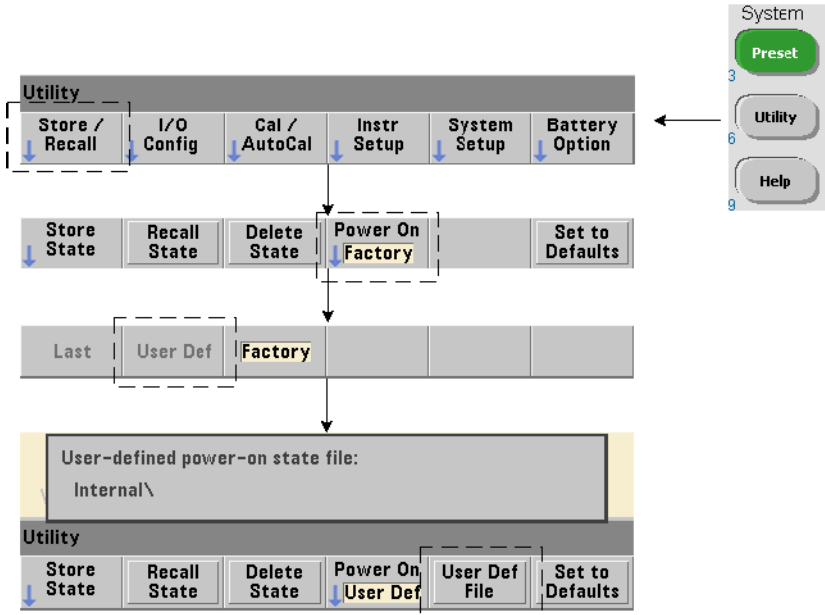 System
Preset
3
Utility
6
Help
9
Utility
Store / Recall
I/O Config
Cal / AutoCal
Instr Setup
System Setup
Battery Option
Store State
Recall State
Delete State
Power On Factory
Set to Defaults
Last
User Def
Factory
User-defined power-on state file:
Internal\
Utility
Store State
Recall State
Delete State
Power On User Def
User Def File
Set to Defaults